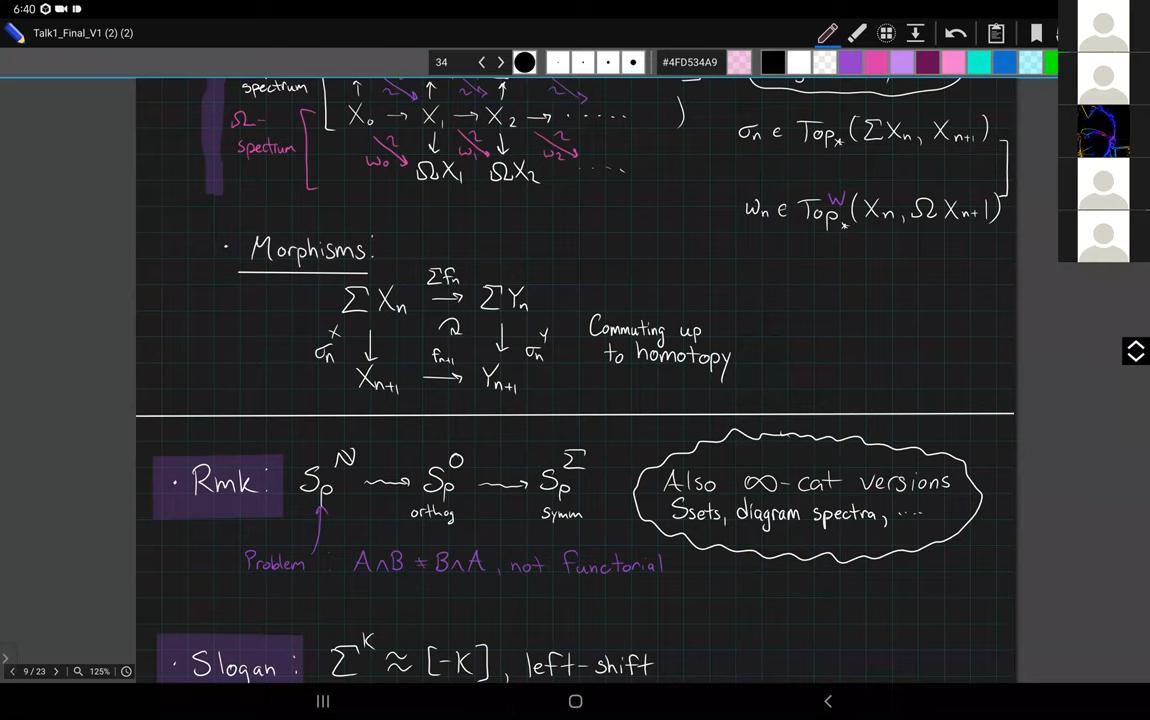 6:40
Talk1_Final_V1 (2) (2)
34
#4FD534A9
spectrum
X₀ → X₁ → X₂ → ······ )
Ω-
spectrum
ω₀ ω₁ ω₂
ΩX₁ ΩX₂ ····
σn ∈ Top*(ΣXn, Xn+1)
ωn ∈ Top*^W(Xn, ΩXn+1)
· Morphisms:
Σfn
ΣXn → ΣYn
σn^X ↓ ↓ σn^Y
fn+1
Xn+1 → Yn+1
Commuting up
to homotopy
· Rmk: Sp^N ⇝ Sp^O ⇝ Sp^Σ
orthog symm
Also ∞-cat versions
Ssets, diagram spectra, ····
Problem: A∧B ≠ B∧A, not functorial
· Slogan: Σ^K ≈ [-K], left-shift
9/23
125%